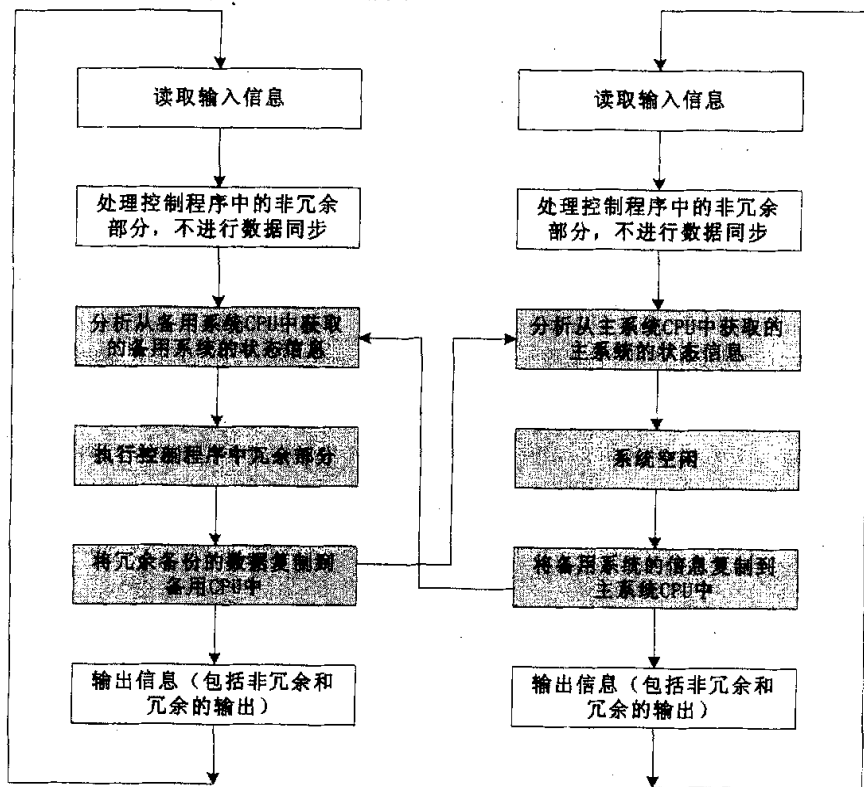 读取输入信息
处理控制程序中的非冗余
部分，不进行数据同步
分析从备用系统CPU中获取
的备用系统的状态信息
执行控制程序中冗余部分
将冗余备份的数据复制到
备用CPU中
输出信息（包括非冗余和
冗余的输出）
读取输入信息
处理控制程序中的非冗余
部分，不进行数据同步
分析从主系统CPU中获取的
主系统的状态信息
系统空闲
将备用系统的信息复制到
主系统CPU中
输出信息（包括非冗余和
冗余的输出）